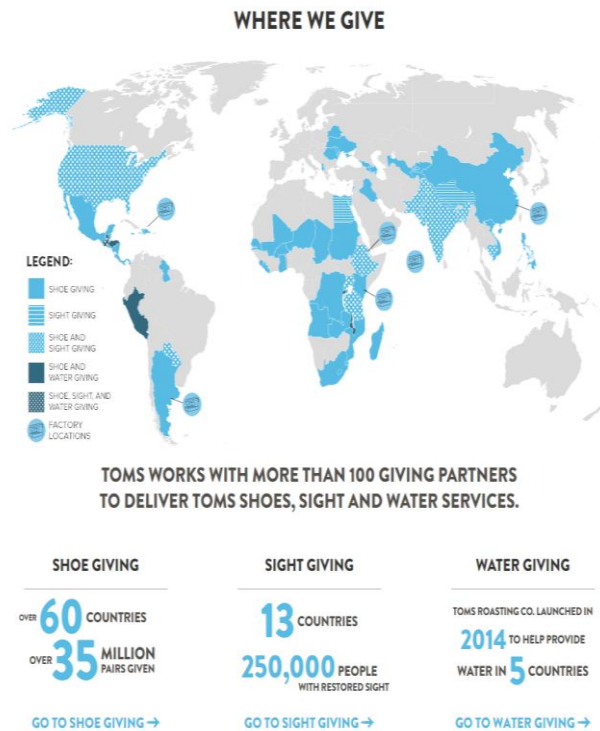 WHERE WE GIVE
LEGEND:
SHOE GIVING
SIGHT GIVING
SHOE AND
SIGHT GIVING
SHOE AND
WATER GIVING
SHOE, SIGHT, AND
WATER GIVING
FACTORY
LOCATIONS
TOMS WORKS WITH MORE THAN 100 GIVING PARTNERS
TO DELIVER TOMS SHOES, SIGHT AND WATER SERVICES.
SHOE GIVING
OVER 60 COUNTRIES
OVER 35 MILLION
PAIRS GIVEN
GO TO SHOE GIVING →
SIGHT GIVING
13 COUNTRIES
250,000 PEOPLE
WITH RESTORED SIGHT
GO TO SIGHT GIVING →
WATER GIVING
TOMS ROASTING CO. LAUNCHED IN
2014 TO HELP PROVIDE
WATER IN 5 COUNTRIES
GO TO WATER GIVING →